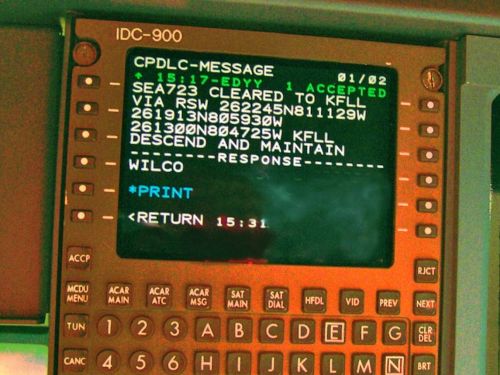 IDC-900
CPDLC-MESSAGE 01/02
+ 15:17-EDYY 1 ACCEPTED
SEA723 CLEARED TO KFLL
VIA RSW 262245N811129W
261913N805930W
261300N804725W KFLL
DESCEND AND MAINTAIN
--------RESPONSE--------
WILCO
*PRINT
<RETURN 15:31
ACCP
RJCT
MCDU MENU
ACAR MAIN
ACAR ATC
ACAR MSG
SAT MAIN
SAT DIAL
HFDL
VID
PREV
NEXT
TUN 1 2 3 A B C D E F G CLR DEL
CANC 4 5 6 H I J K L M N BRT